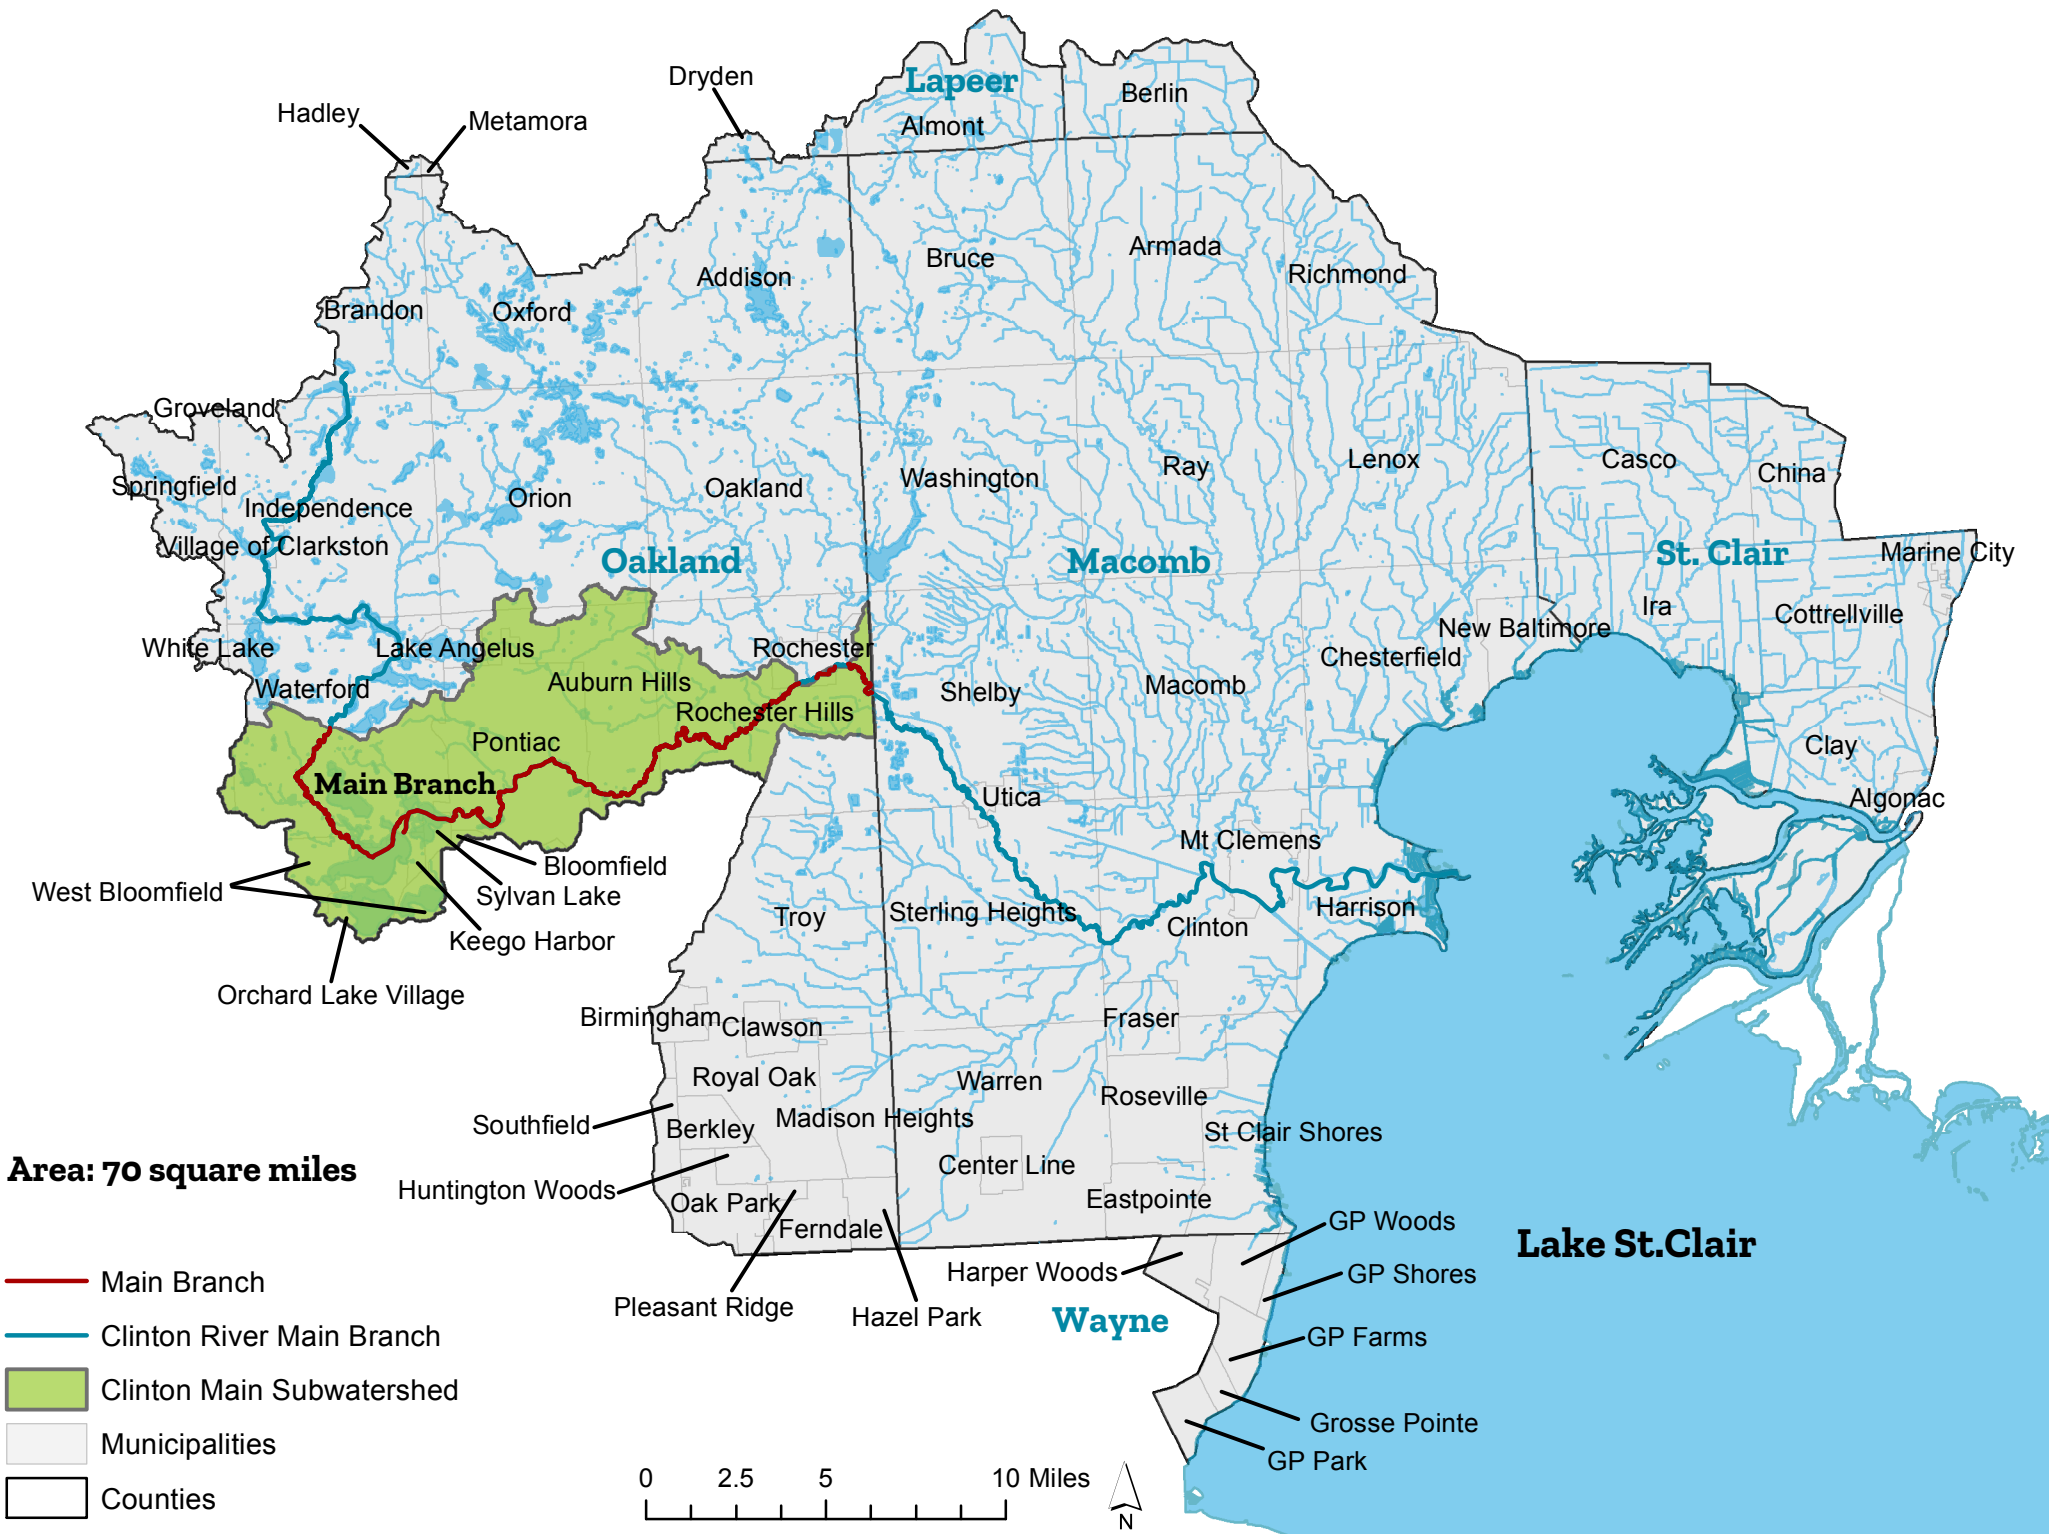 Dryden
Lapeer
Berlin
Hadley
Metamora
Almont
Armada
Bruce
Richmond
Addison
Brandon
Oxford
Groveland
Springfield
Independence
Orion
Oakland
Washington
Ray
Lenox
Casco
China
Village of Clarkston
Oakland
Macomb
St. Clair
Marine City
Ira
Cottrellville
New Baltimore
White Lake
Lake Angelus
Rochester
Chesterfield
Waterford
Auburn Hills
Shelby
Macomb
Rochester Hills
Pontiac
Clay
Main Branch
Utica
Algonac
Mt Clemens
Bloomfield
West Bloomfield
Sylvan Lake
Troy
Sterling Heights
Harrison
Clinton
Keego Harbor
Orchard Lake Village
Birmingham
Clawson
Fraser
Royal Oak
Warren
Roseville
Southfield
Berkley
Madison Heights
St Clair Shores
Area: 70 square miles
Center Line
Huntington Woods
Oak Park
Eastpointe
Ferndale
GP Woods
Lake St.Clair
Harper Woods
GP Shores
Main Branch
Pleasant Ridge
Hazel Park
Wayne
Clinton River Main Branch
GP Farms
Clinton Main Subwatershed
Grosse Pointe
Municipalities
GP Park
0 2.5 5 10 Miles
Counties
N